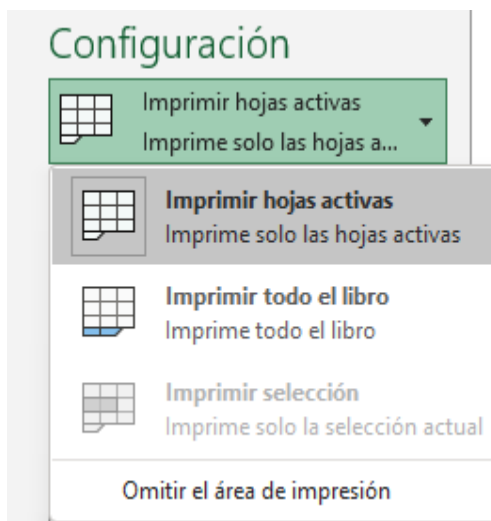 Configuración
Imprimir hojas activas
Imprime solo las hojas a...
Imprimir hojas activas
Imprime solo las hojas activas
Imprimir todo el libro
Imprime todo el libro
Imprimir selección
Imprime solo la selección actual
Omitir el área de impresión